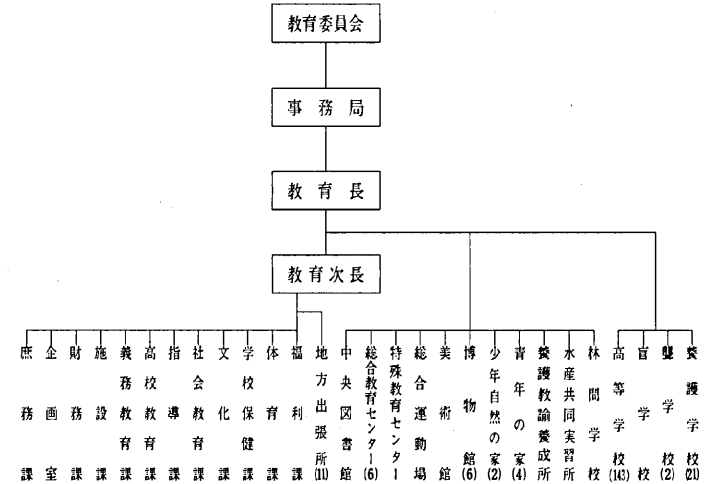 教育委員会
事務局
教育長
教育次長
庶務課
企画室
財務課
施設課
義務教育課
高校教育課
指導課
社会教育課
文化課
学校保健課
体育課
福利課
地方出張所(11)
中央図書館
総合教育センター(6)
特殊教育センター
総合運動場
美術館
博物館(6)
少年自然の家(2)
青年の家(4)
養護教諭養成所
水産共同実習所
林間学校
高等学校(143)
盲学校
聾学校(2)
養護学校(21)